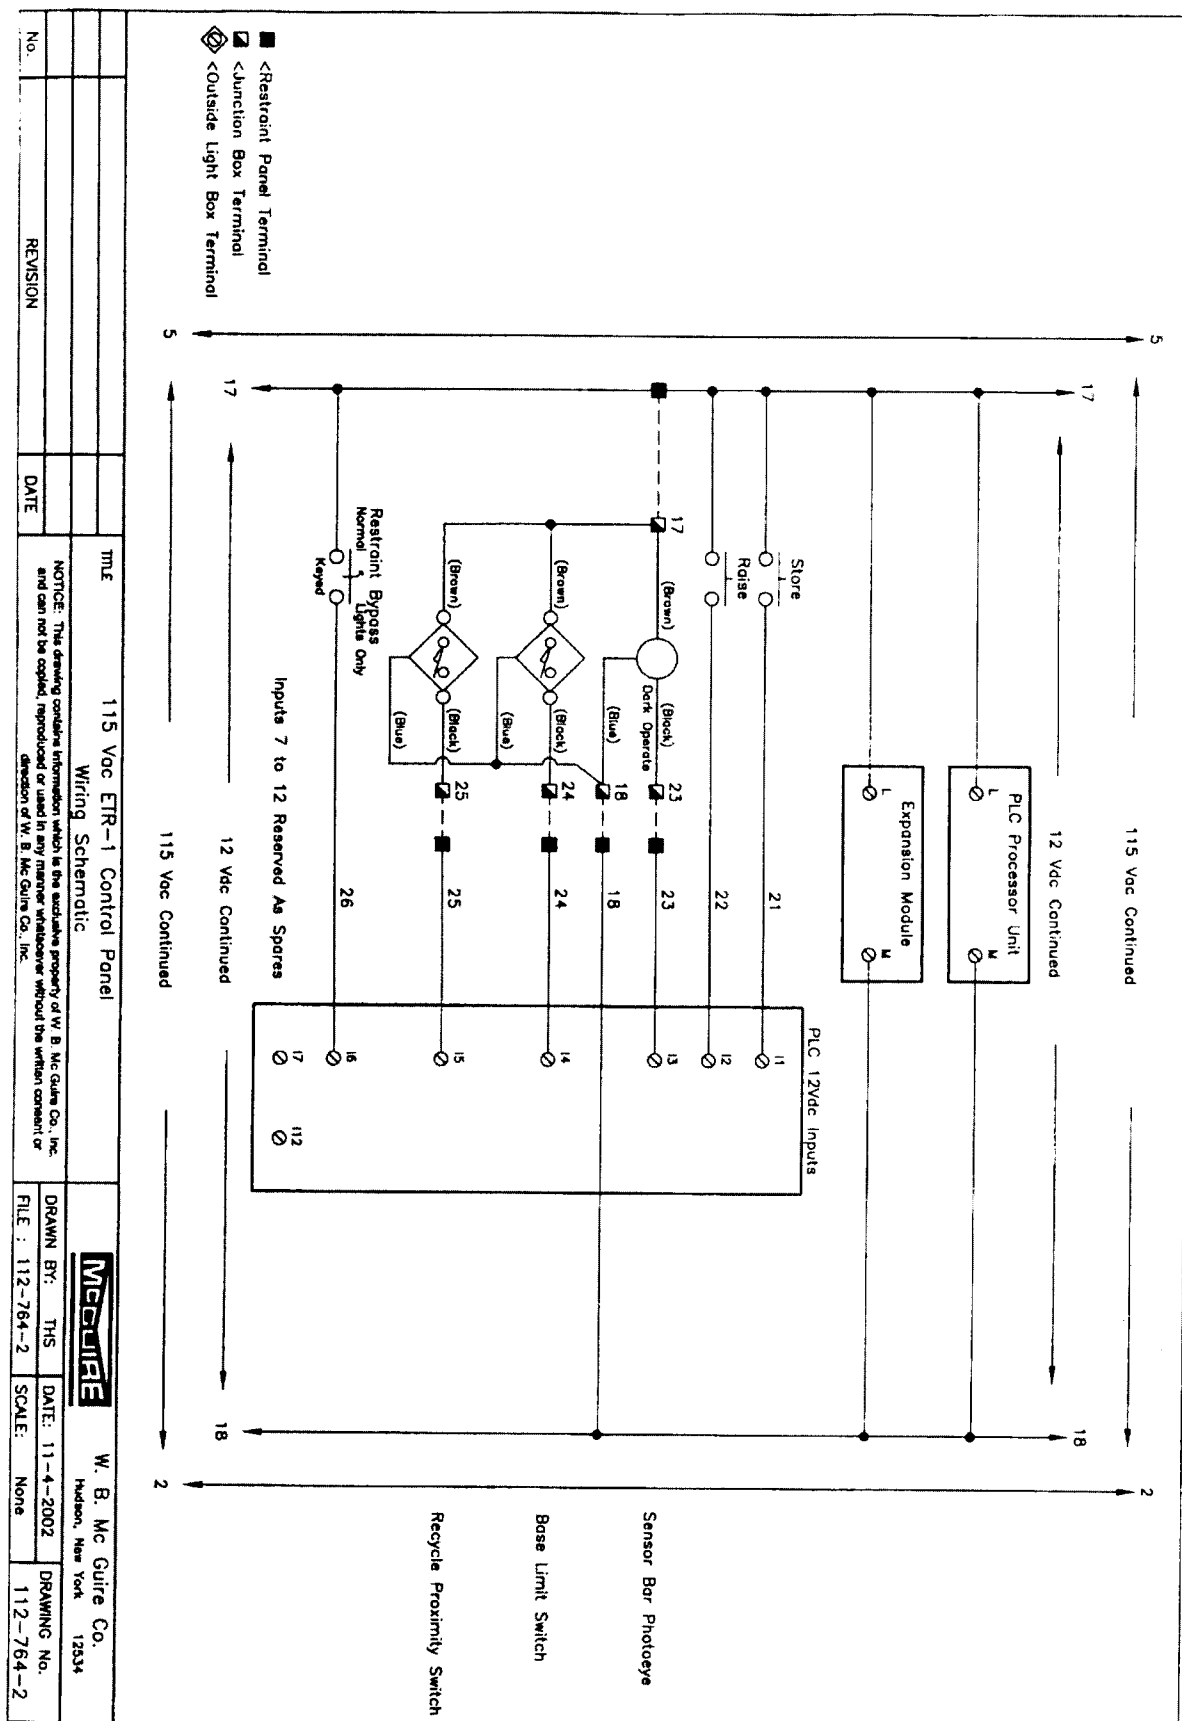 5
115 Vac Continued
2
17
12 Vdc Continued
18
PLC Processor Unit
L
M
Expansion Module
L
M
PLC 12Vdc Inputs
Store
21
I1
Raise
22
I2
17
(Brown)
(Black)
Dark Operate
23
23
I3
Sensor Bar Photoeye
(Blue)
18
18
(Brown)
(Black)
24
24
I4
Base Limit Switch
(Blue)
(Brown)
(Black)
25
25
I5
Recycle Proximity Switch
(Blue)
Restraint Bypass
Normal
Lights Only
Keyed
26
I6
Inputs 7 to 12 Reserved As Spares
I7
I12
17
12 Vdc Continued
18
5
115 Vac Continued
2
<Restraint Panel Terminal
<Junction Box Terminal
<Outside Light Box Terminal
No.
REVISION
DATE
TITLE
115 Vac ETR-1 Control Panel
Wiring Schematic
NOTICE: This drawing contains information which is the exclusive property of W. B. Mc Guire Co., Inc.
and can not be copied, reproduced or used in any manner whatsoever without the written consent or
direction of W. B. Mc Guire Co., Inc.
McGUIRE
W. B. Mc Guire Co.
Hudson, New York 12534
DRAWN BY: THS
DATE: 11-4-2002
DRAWING No.
FILE : 112-764-2
SCALE: None
112-764-2